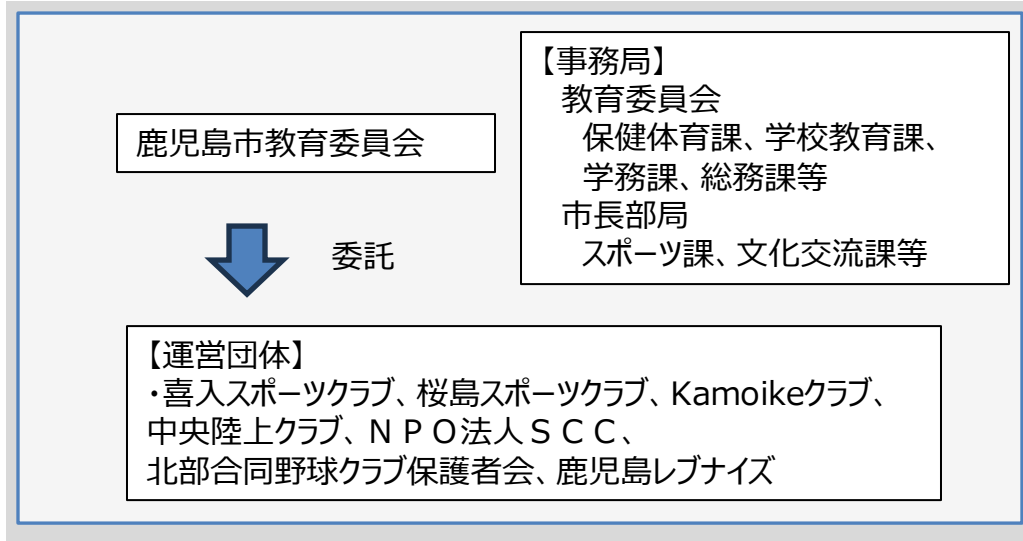 鹿児島市教育委員会
【事務局】
教育委員会
保健体育課、学校教育課、
学務課、総務課等
市長部局
スポーツ課、文化交流課等
委託
【運営団体】
・喜入スポーツクラブ、桜島スポーツクラブ、Kamoikeクラブ、
中央陸上クラブ、ＮＰＯ法人ＳＣＣ、
北部合同野球クラブ保護者会、鹿児島レブナイズ